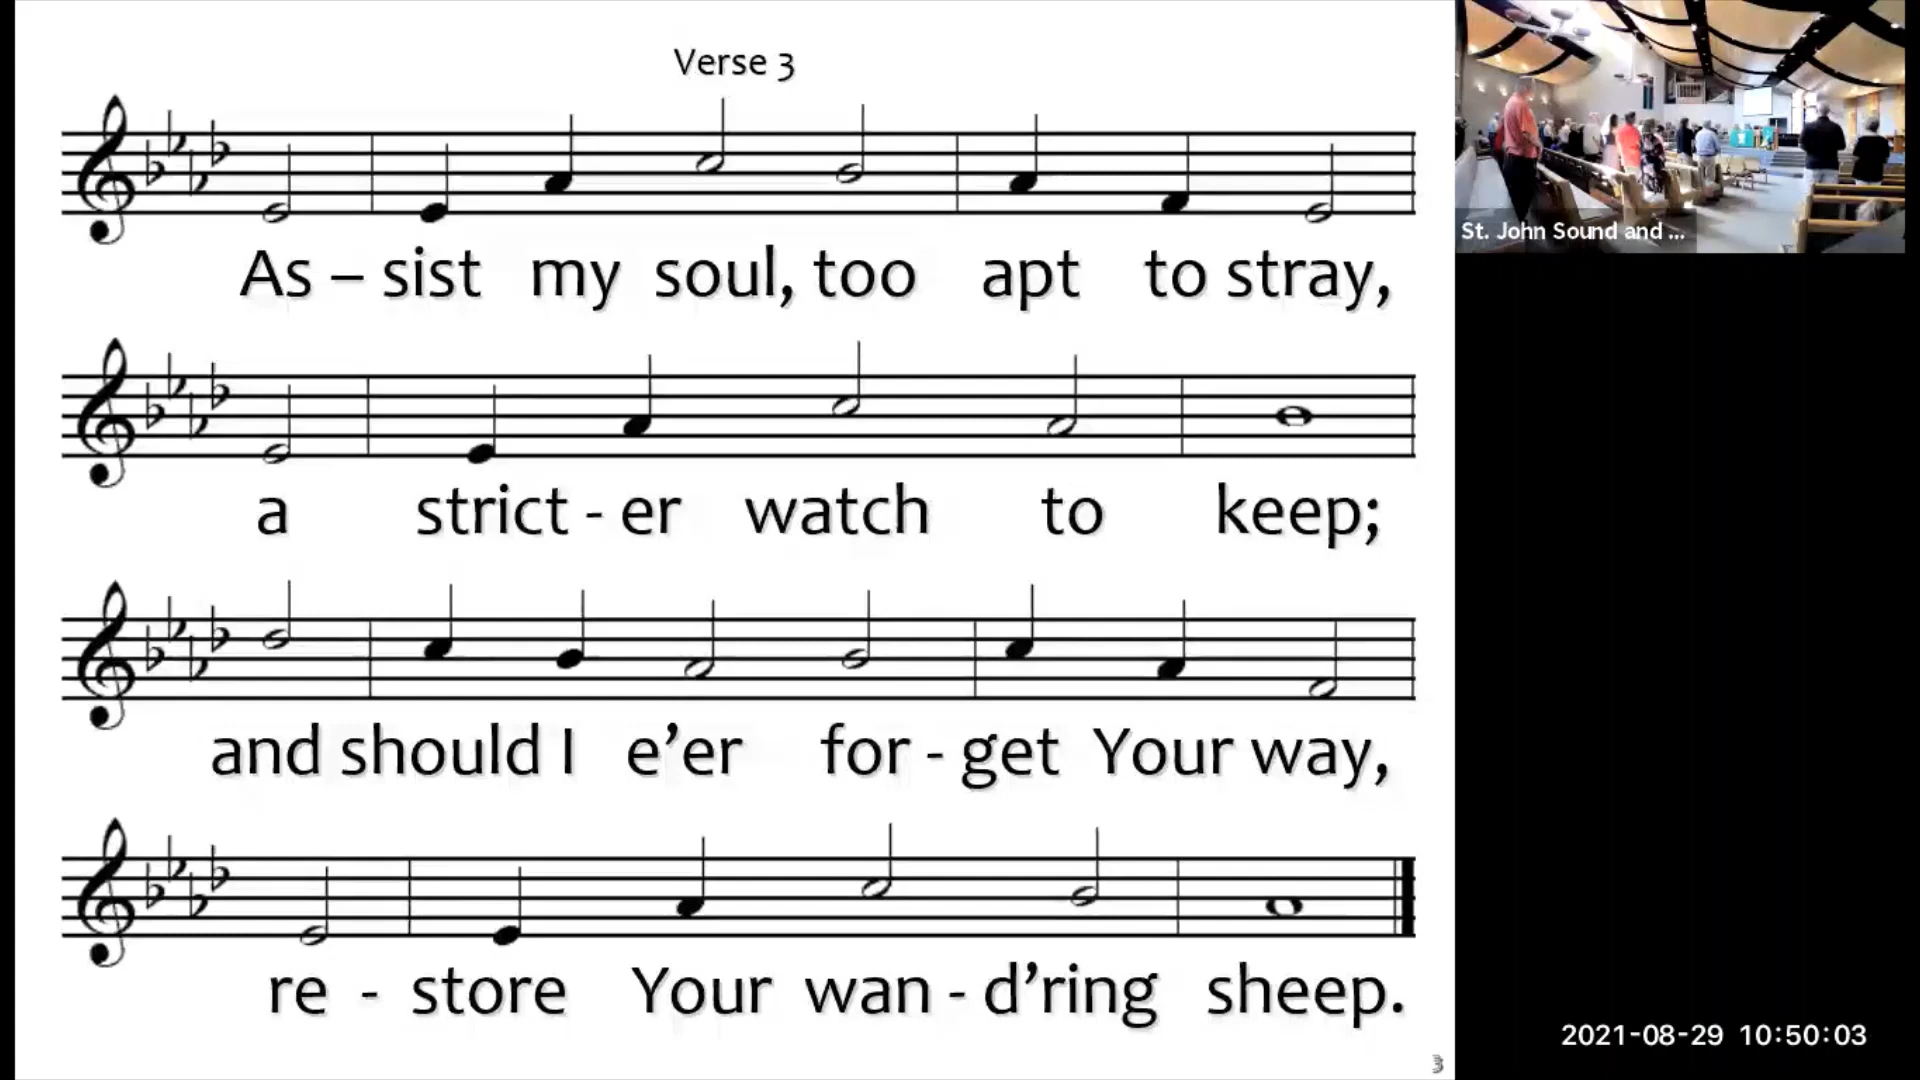 Verse 3
As – sist my soul, too apt to stray,
a strict - er watch to keep;
and should I e’er for - get Your way,
re - store Your wan - d’ring sheep.
3
St. John Sound and ...
2021-08-29 10:50:03